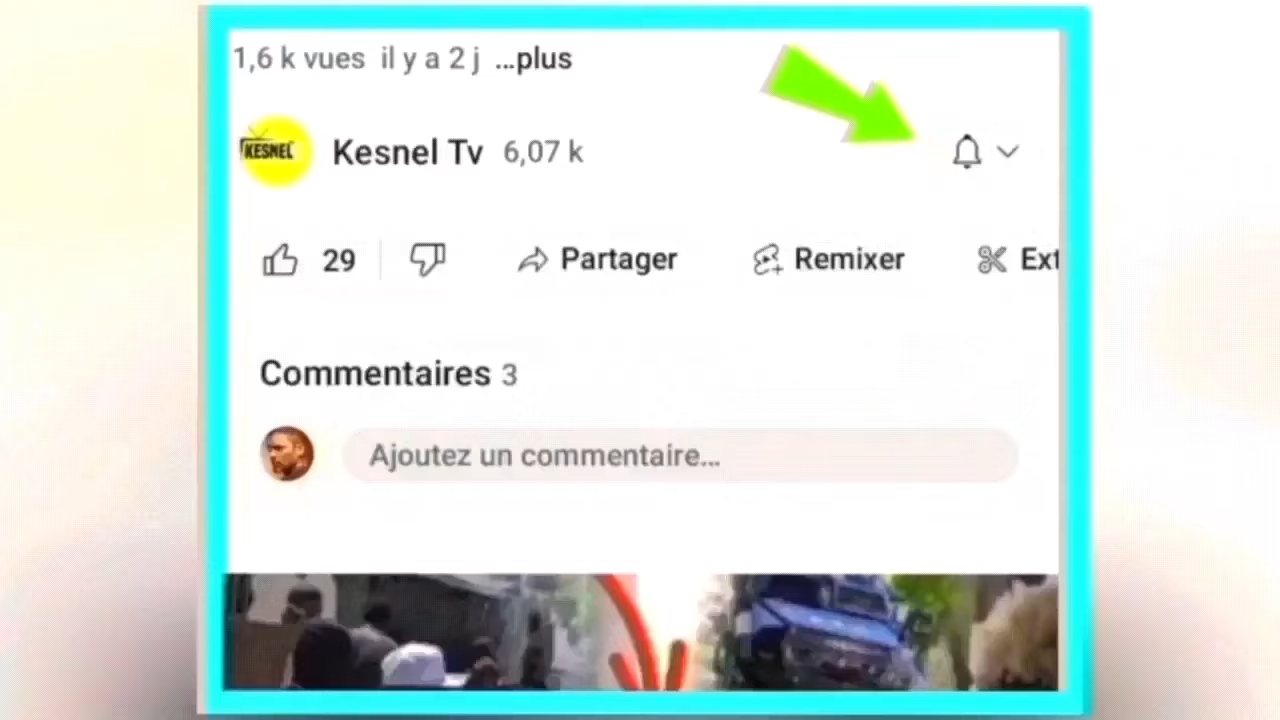 1,6 k vues il y a 2 j ...plus
KESNEL
Kesnel Tv 6,07 k
29 Partager Remixer Ext
Commentaires 3
Ajoutez un commentaire...